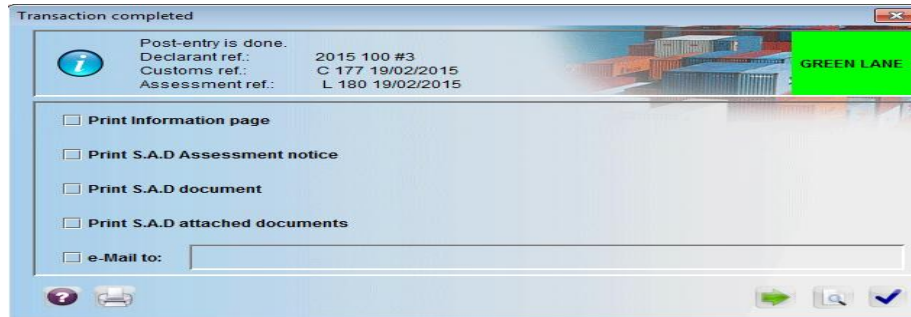 Transaction completed
Post-entry is done.
Declarant ref.: 2015 100 #3
Customs ref.: C 177 19/02/2015
Assessment ref.: L 180 19/02/2015
GREEN LANE
Print Information page
Print S.A.D Assessment notice
Print S.A.D document
Print S.A.D attached documents
e-Mail to: